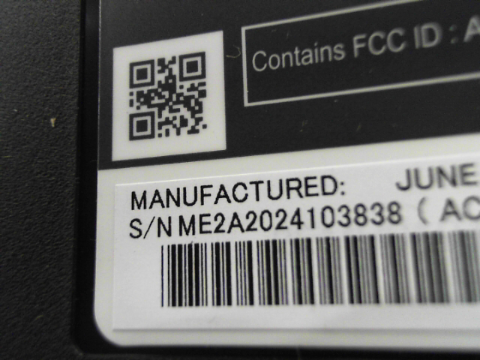 Contains FCC ID : A
MANUFACTURED: JUNE
S/N ME2A2024103838 ( AC